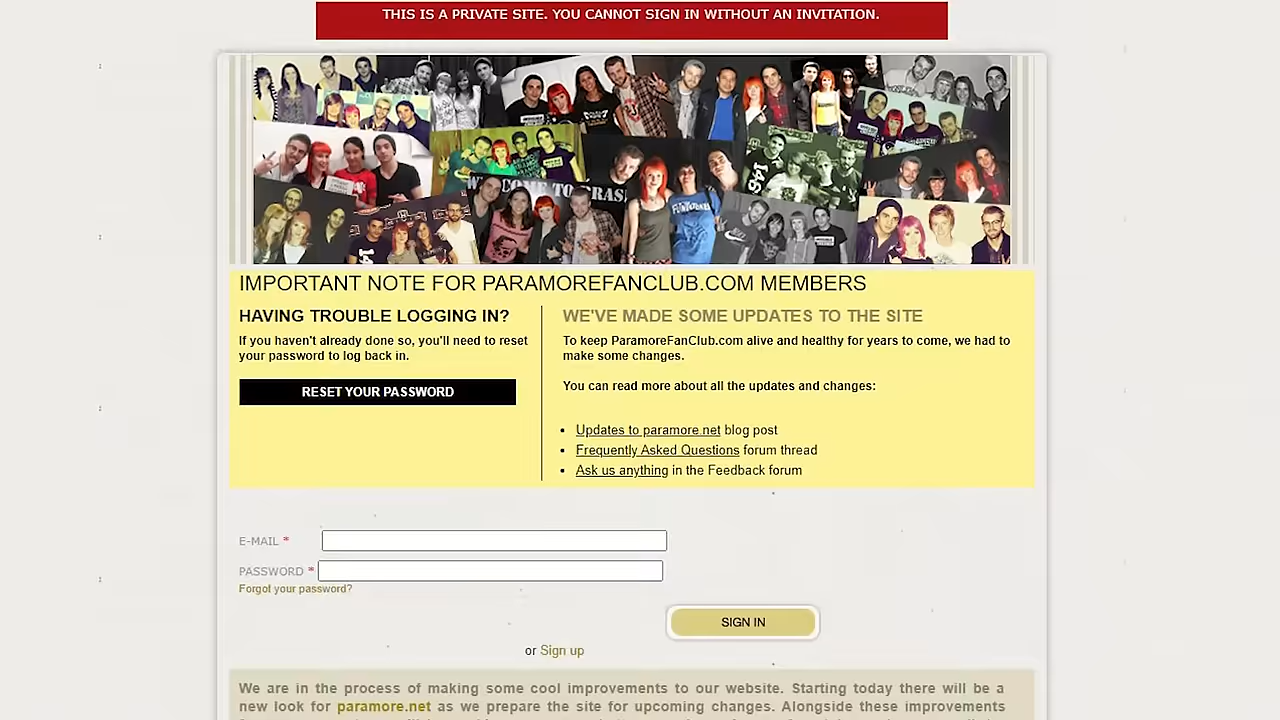 THIS IS A PRIVATE SITE. YOU CANNOT SIGN IN WITHOUT AN INVITATION.
IMPORTANT NOTE FOR PARAMOREFANCLUB.COM MEMBERS
HAVING TROUBLE LOGGING IN?
If you haven't already done so, you'll need to reset
your password to log back in.
RESET YOUR PASSWORD
WE'VE MADE SOME UPDATES TO THE SITE
To keep ParamoreFanClub.com alive and healthy for years to come, we had to
make some changes.
You can read more about all the updates and changes:
• Updates to paramore.net blog post
• Frequently Asked Questions forum thread
• Ask us anything in the Feedback forum
E-MAIL *
PASSWORD *
Forgot your password?
SIGN IN
or Sign up
We are in the process of making some cool improvements to our website. Starting today there will be a
new look for paramore.net as we prepare the site for upcoming changes. Alongside these improvements